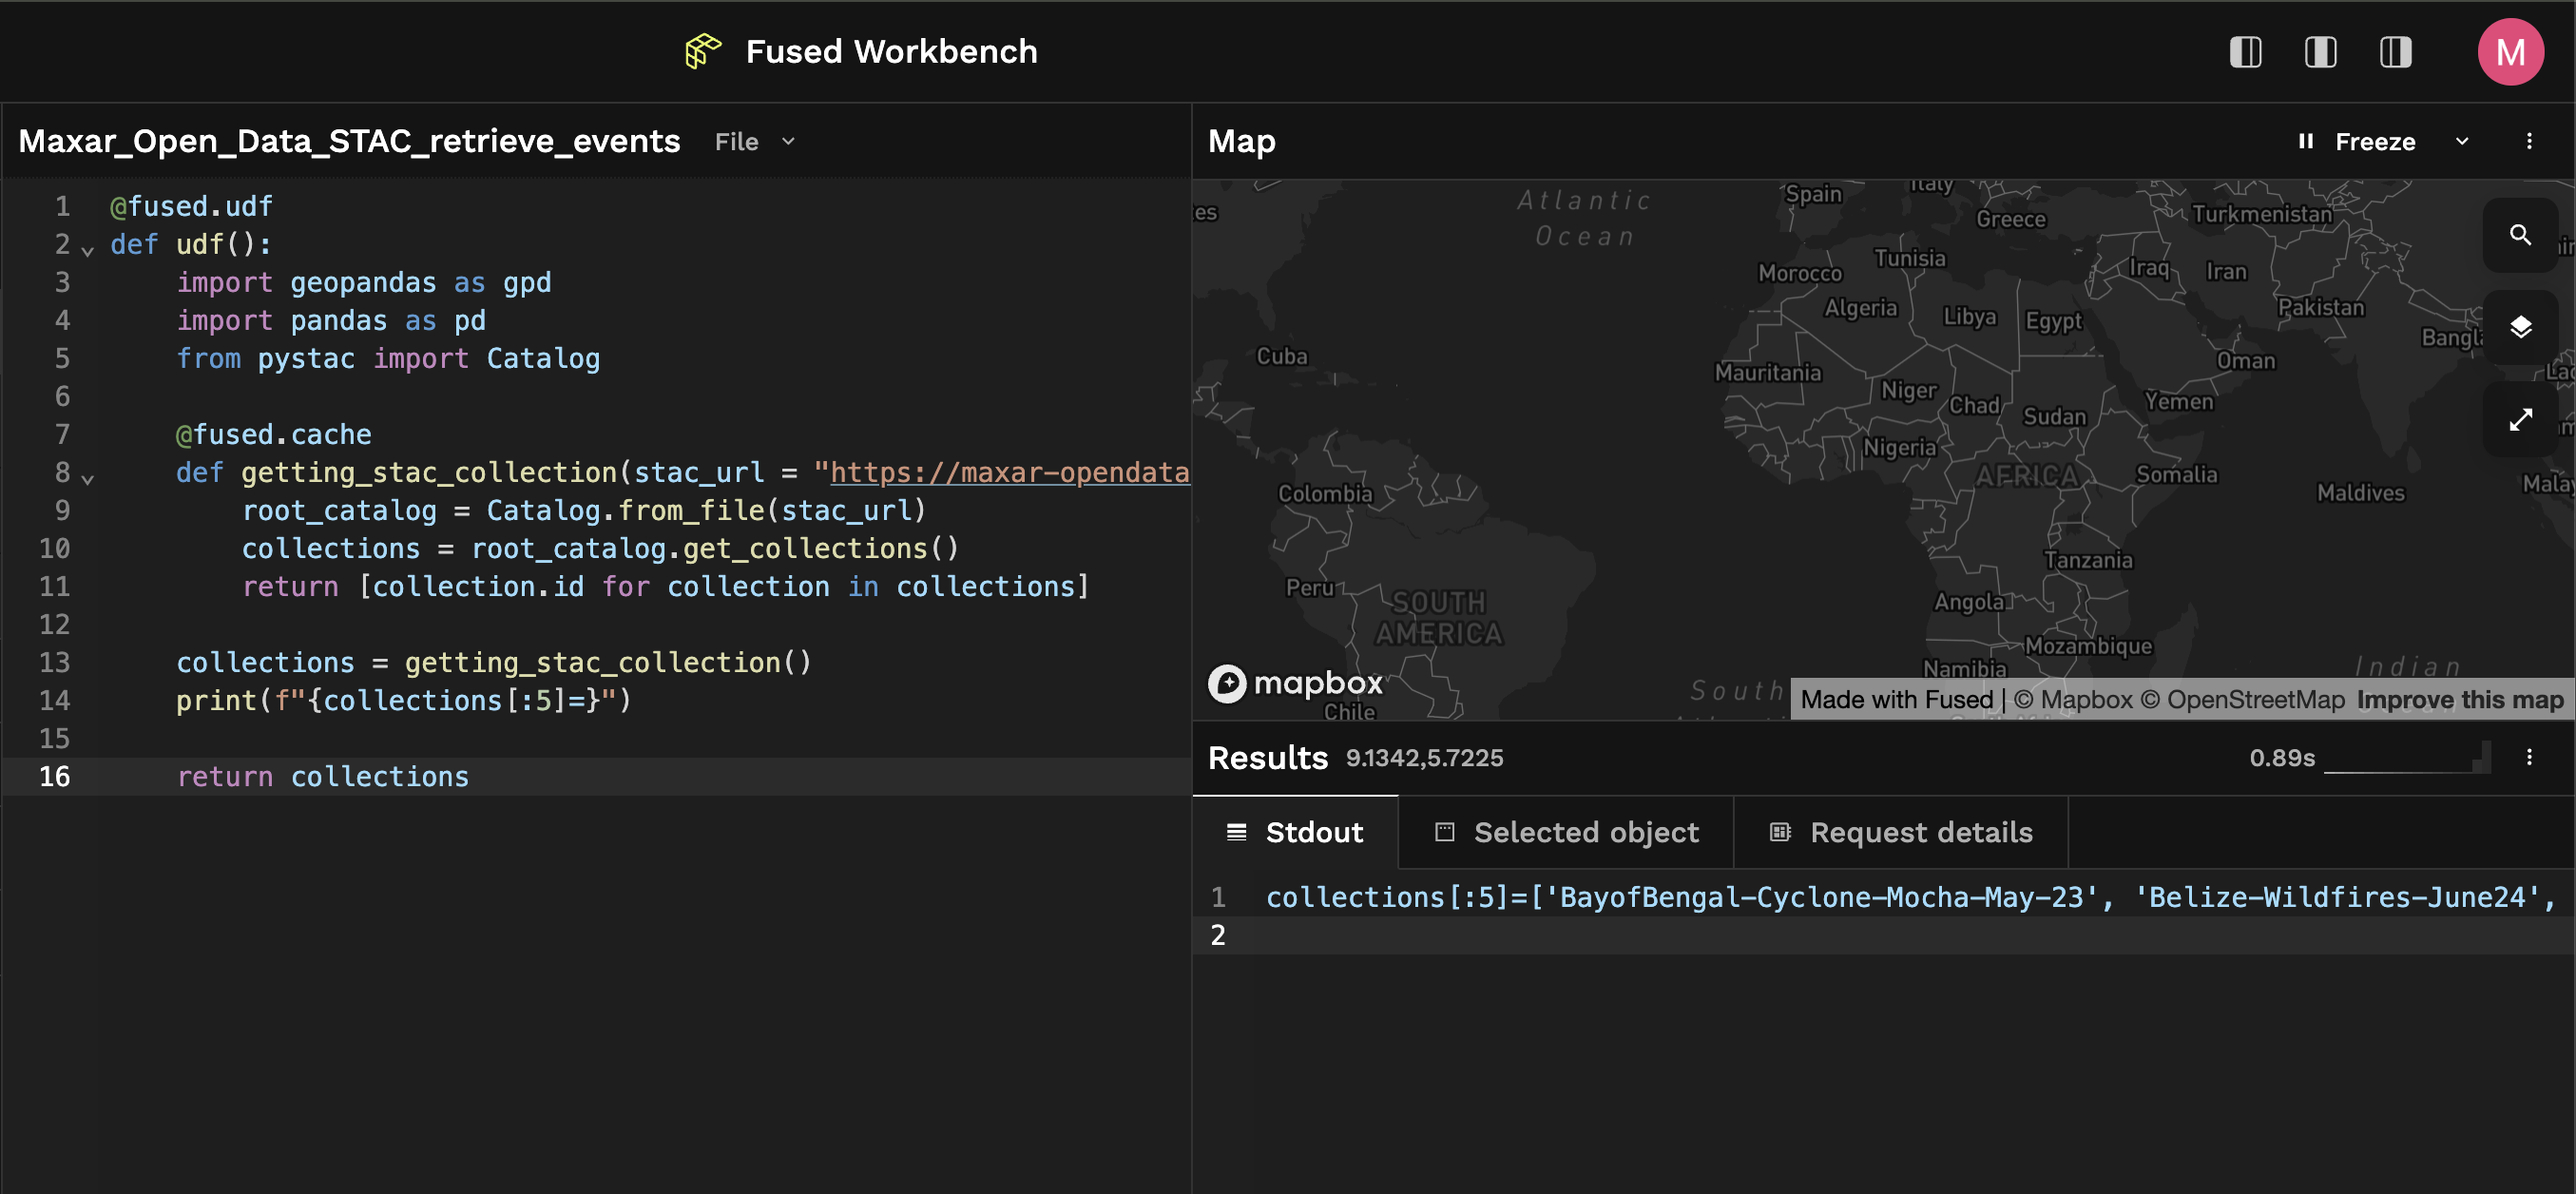 Fused Workbench
M
Maxar_Open_Data_STAC_retrieve_events File
1 @fused.udf
2 def udf():
3 import geopandas as gpd
4 import pandas as pd
5 from pystac import Catalog
6
7 @fused.cache
8 def getting_stac_collection(stac_url = "https://maxar-opendata
9 root_catalog = Catalog.from_file(stac_url)
10 collections = root_catalog.get_collections()
11 return [collection.id for collection in collections]
12
13 collections = getting_stac_collection()
14 print(f"{collections[:5]=}")
15
16 return collections
Map
Freeze
Atlantic
Ocean
Spain
Italy
Greece
Turkmenistan
Tunisia
Morocco
Iraq
Iran
Algeria
Libya
Egypt
Pakistan
Cuba
Oman
Mauritania
Niger
Chad
Sudan
Yemen
Nigeria
AFRICA
Somalia
Colombia
Maldives
Tanzania
Peru
SOUTH
AMERICA
Angola
Mozambique
Namibia
Indian
South
mapbox
Chile
Made with Fused | © Mapbox © OpenStreetMap Improve this map
Results 9.1342,5.7225
0.89s
Stdout
Selected object
Request details
1 collections[:5]=['BayofBengal-Cyclone-Mocha-May-23', 'Belize-Wildfires-June24',
2